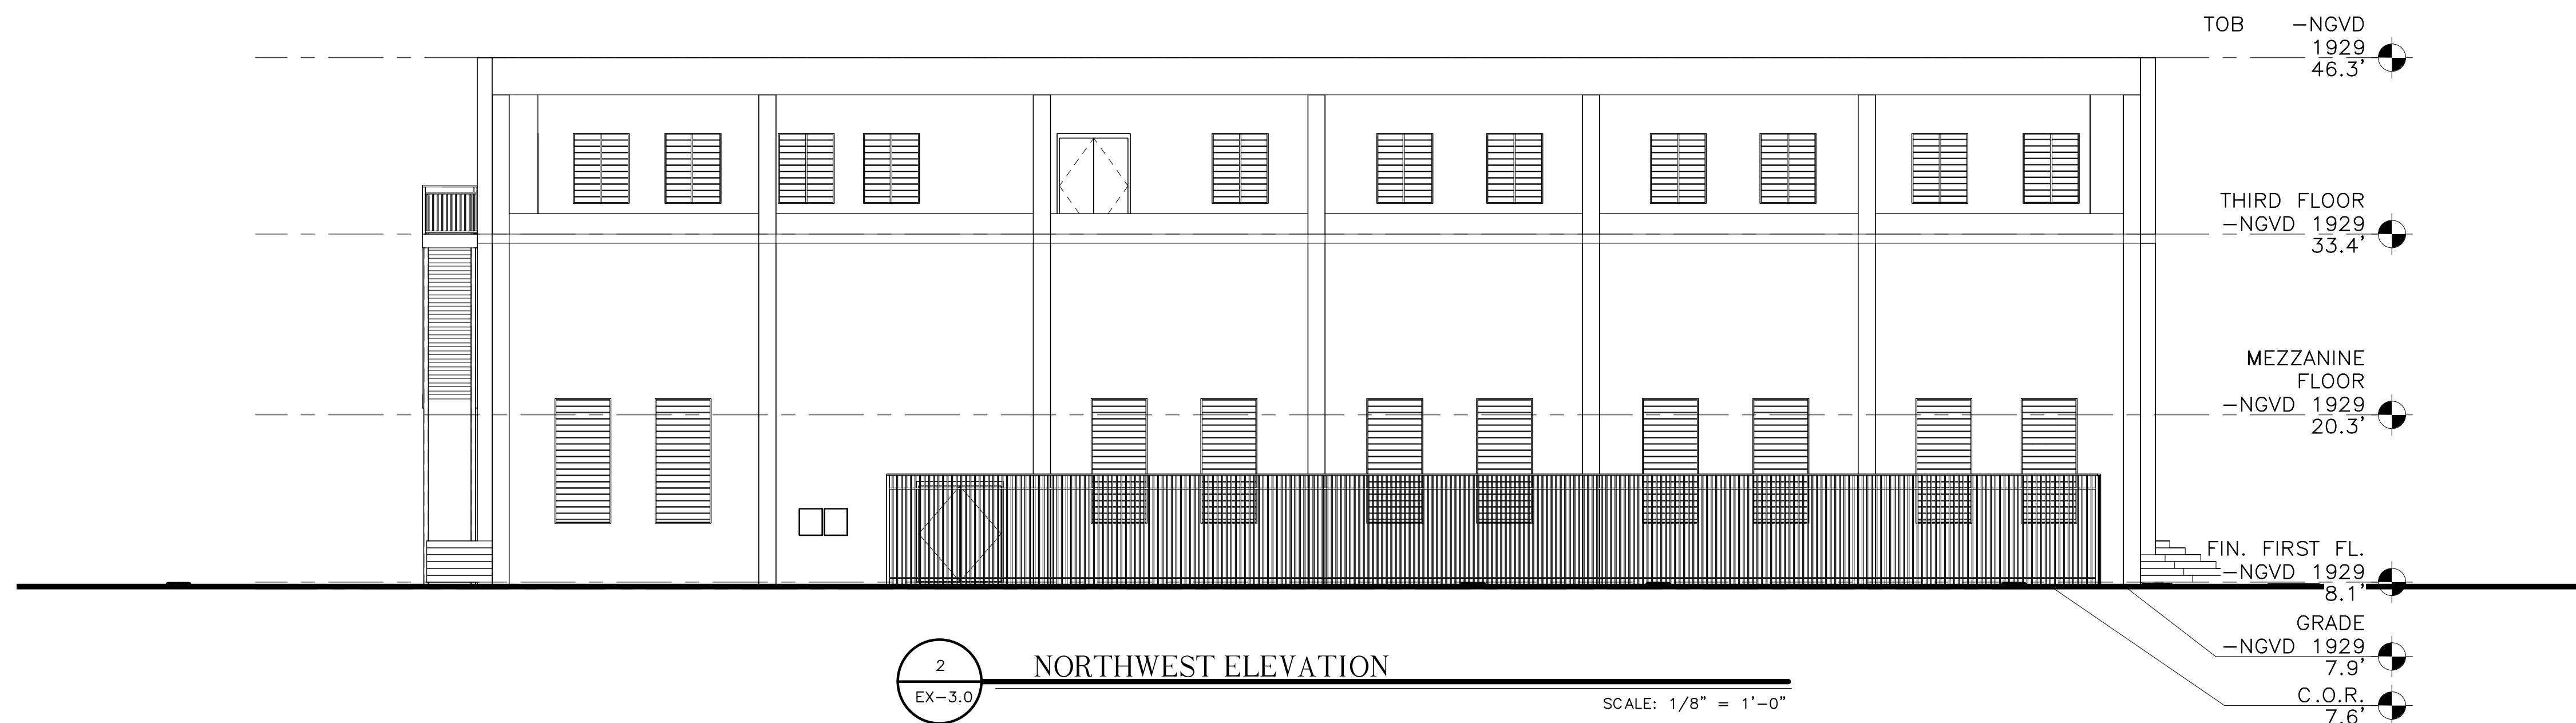 TOB -NGVD
1929
46.3'
THIRD FLOOR
-NGVD 1929
33.4'
MEZZANINE
FLOOR
-NGVD 1929
20.3'
FIN. FIRST FL.
-NGVD 1929
8.1'
GRADE
-NGVD 1929
7.9'
C.O.R.
7.6'
2
EX-3.0
NORTHWEST ELEVATION
SCALE: 1/8" = 1'-0"